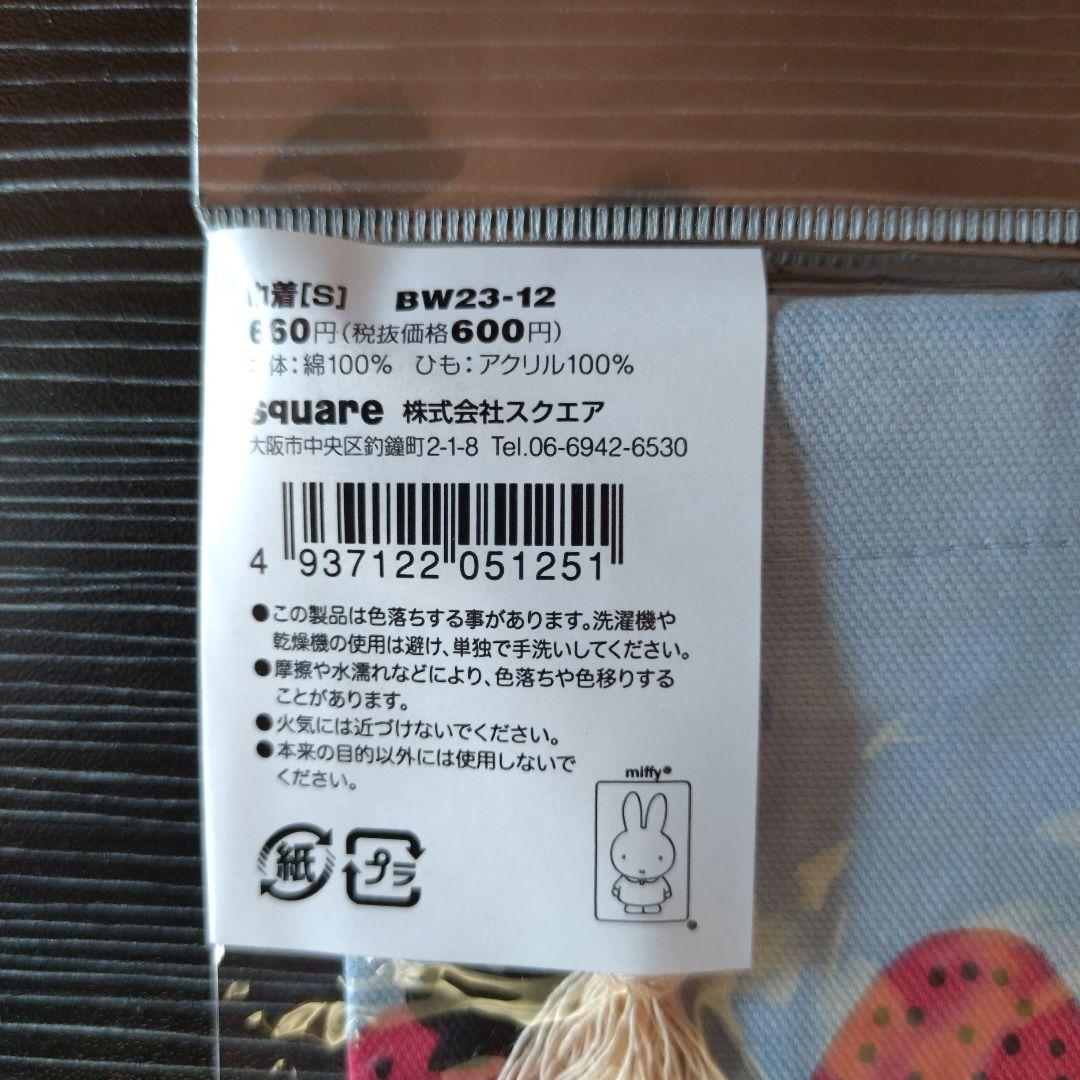 巾着[S] BW23-12
660円(税抜価格600円)
本体:綿100% ひも:アクリル100%
square 株式会社スクエア
大阪市中央区釣鐘町2-1-8 Tel.06-6942-6530
4 937122 051251
●この製品は色落ちする事があります。洗濯機や
乾燥機の使用は避け、単独で手洗いしてください。
●摩擦や水濡れなどにより、色落ちや色移りする
ことがあります。
●火気には近づけないでください。
●本来の目的以外には使用しないで
ください。
miffy®
紙 プラ